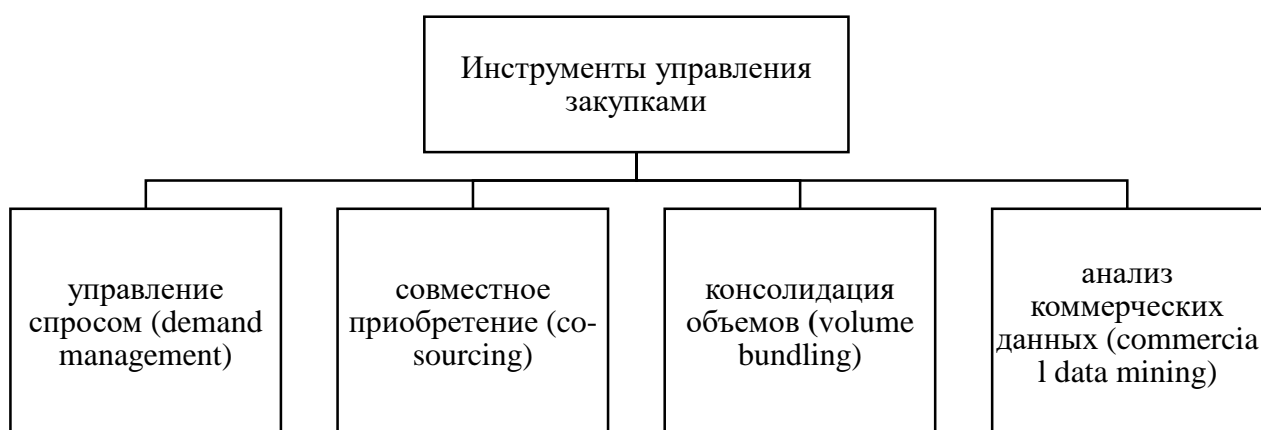 Инструменты управления
закупками
управление
спросом (demand
management)
совместное
приобретение (co-
sourcing)
консолидация
объемов (volume
bundling)
анализ
коммерческих
данных (commercia
l data mining)